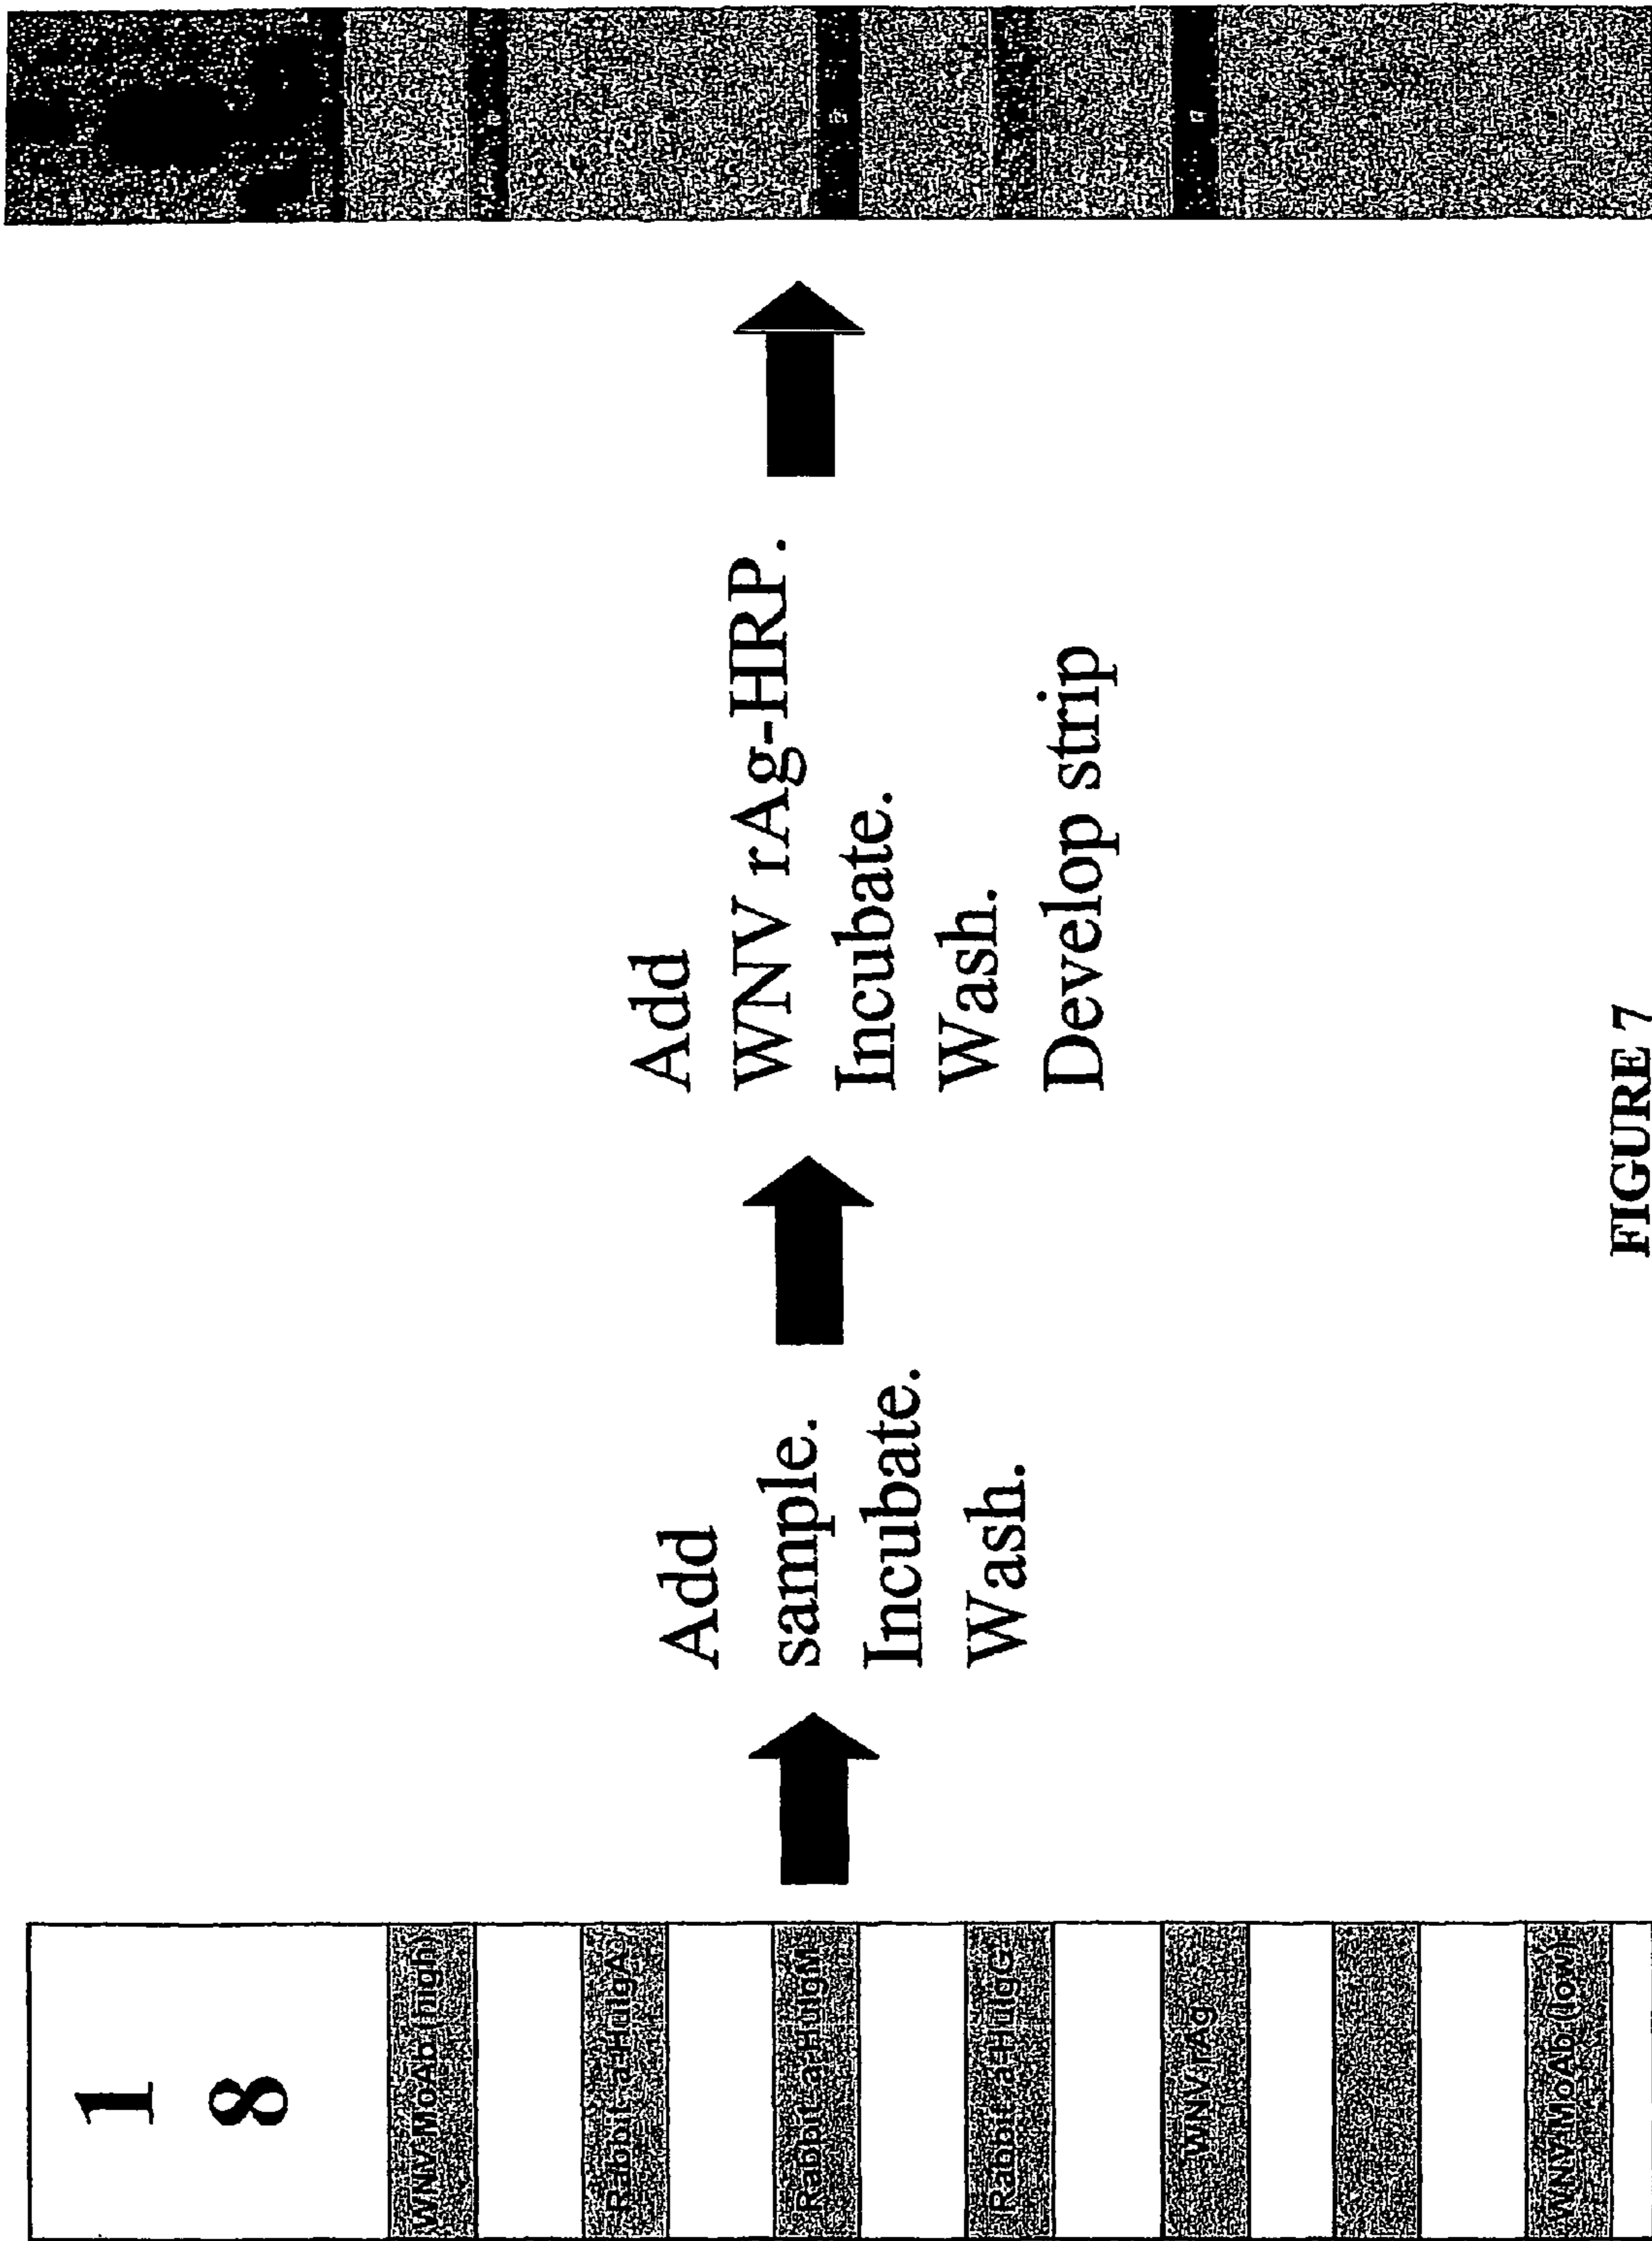 1
8
WNV MoAb (high)
Rabbit a-HuIgA
Rabbit a-HuIgM
Rabbit a-HuIgG
WNV rAg
WNV MoAb (low)
Add
sample.
Incubate.
Wash.
Add
WNV rAg-HRP.
Incubate.
Wash.
Develop strip
FIGURE 7